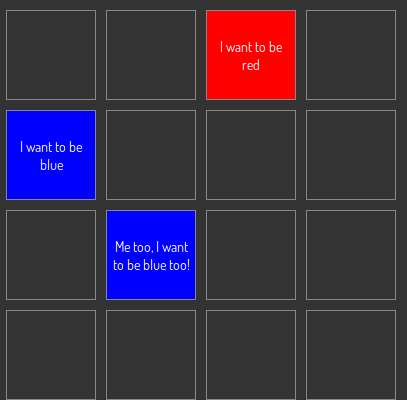 I want to be
red
I want to be
blue
Me too, I want
to be blue too!